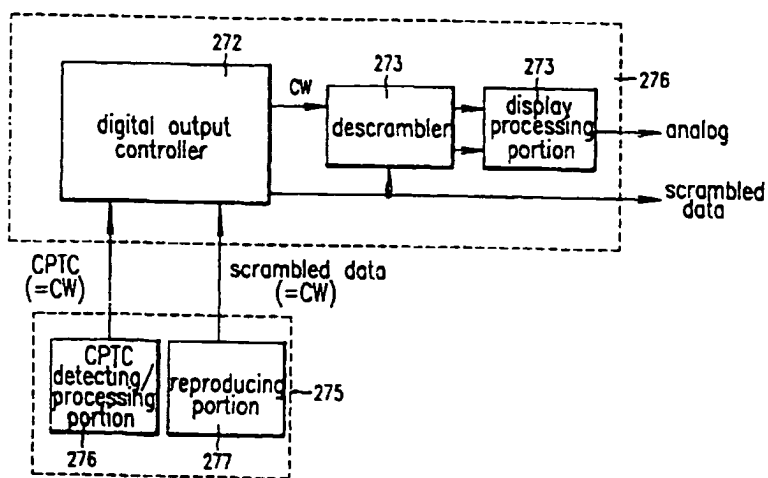 272
273
273
276
CW
digital output
controller
descrambler
display
processing
portion
analog
scrambled
data
CPTC
(=CW)
scrambled data
(=CW)
CPTC
detecting/
processing
portion
reproducing
portion
275
276
277